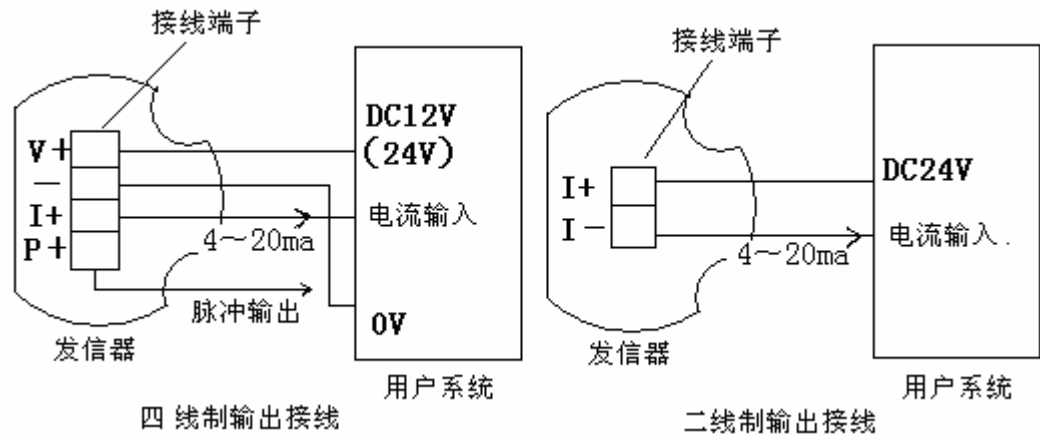 接线端子
V+
—
I+
P+
DC12V
(24V)
电流输入
4～20ma
脉冲输出
0V
发信器
用户系统
四 线制输出接线
接线端子
I+
I-
DC24V
电流输入.
4～20ma
发信器
用户系统
二线制输出接线